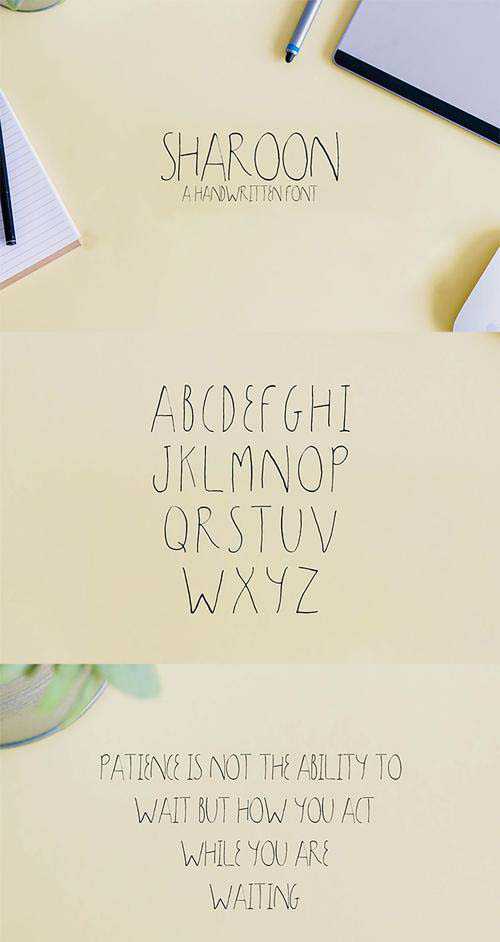 SHAROON
A HANDWRITTEN FONT
ABCDEFGHI
JKLMNOP
QRSTUV
WXYZ
PATIENCE IS NOT THE ABILITY TO
WAIT BUT HOW YOU ACT
WHILE YOU ARE
WAITING